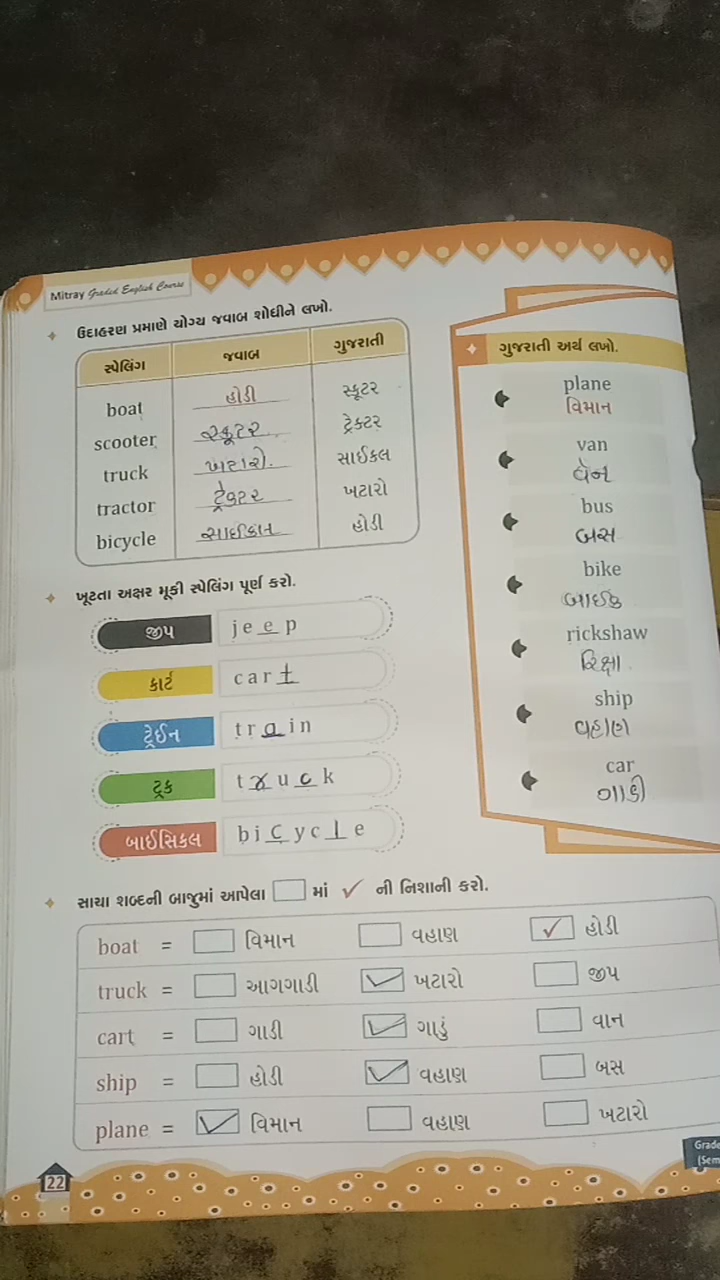 Mitray Graded English Course
ઉદાહરણ પ્રમાણે યોગ્ય જવાબ શોધીને લખો.
સ્પેલિંગ જવાબ ગુજરાતી
boat હોડી સ્કૂટર
scooter સ્કૂટર ટ્રેક્ટર
truck ખટારો. સાઈકલ
tractor ટ્રેક્ટર ખટારો
bicycle સાઈકાલ હોડી
ખૂટતા અક્ષર મૂકી સ્પેલિંગ પૂર્ણ કરો.
જીપ je e p
કાર્ટ car t
ટ્રેઈન tr a in
ટ્રક t r u c k
બાઈસિકલ bi c yc l e
ગુજરાતી અર્થ લખો.
plane
વિમાન
van
વેન
bus
બસ
bike
બાઈક
rickshaw
રિક્ષા
ship
વહાણ
car
ગાડી
સાચા શબ્દની બાજુમાં આપેલા માં ✓ ની નિશાની કરો.
boat = વિમાન વહાણ ✓ હોડી
truck = આગગાડી ✓ ખટારો જીપ
cart = ગાડી ✓ ગાડું વાન
ship = હોડી ✓ વહાણ બસ
plane = ✓ વિમાન વહાણ ખટારો
22